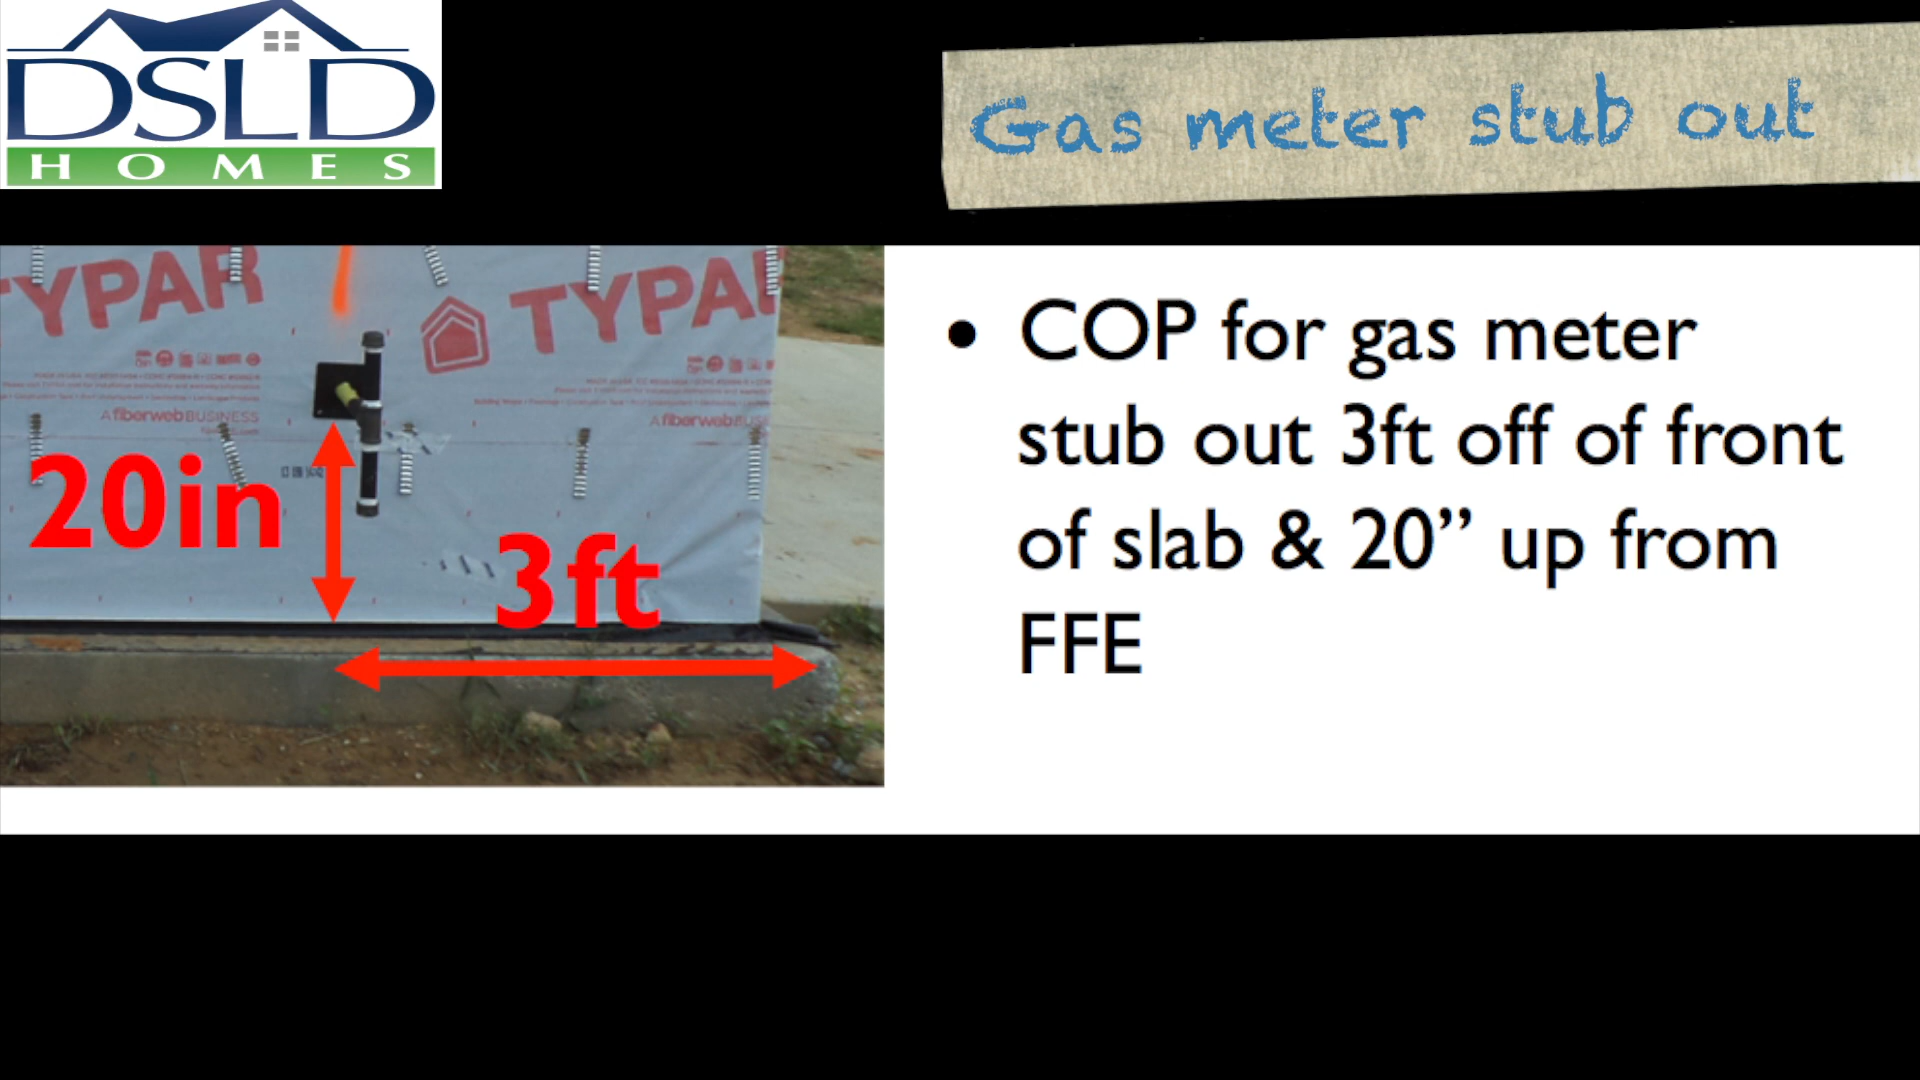 DSLD
HOMES
Gas meter stub out
TYPAR
TYPAR
A fiberweb BUSINESS
A fiberweb BUSINESS
20in
3ft
• COP for gas meter
stub out 3ft off of front
of slab & 20” up from
FFE